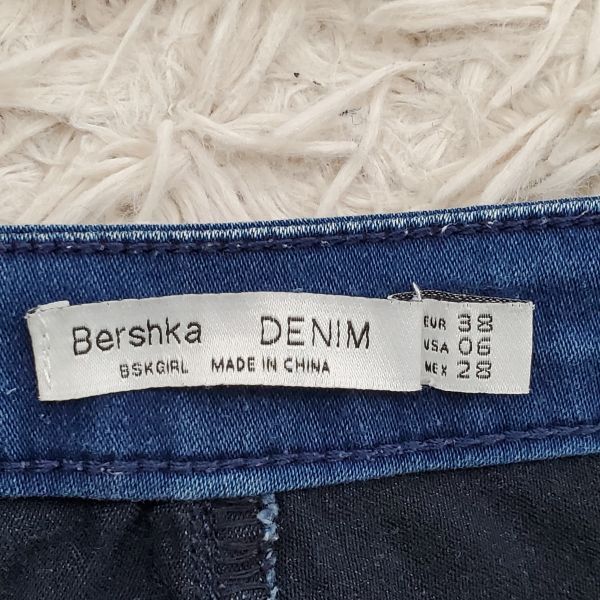 Bershka DENIM
BSKGIRL MADE IN CHINA
EUR 38
USA 06
MEX 28